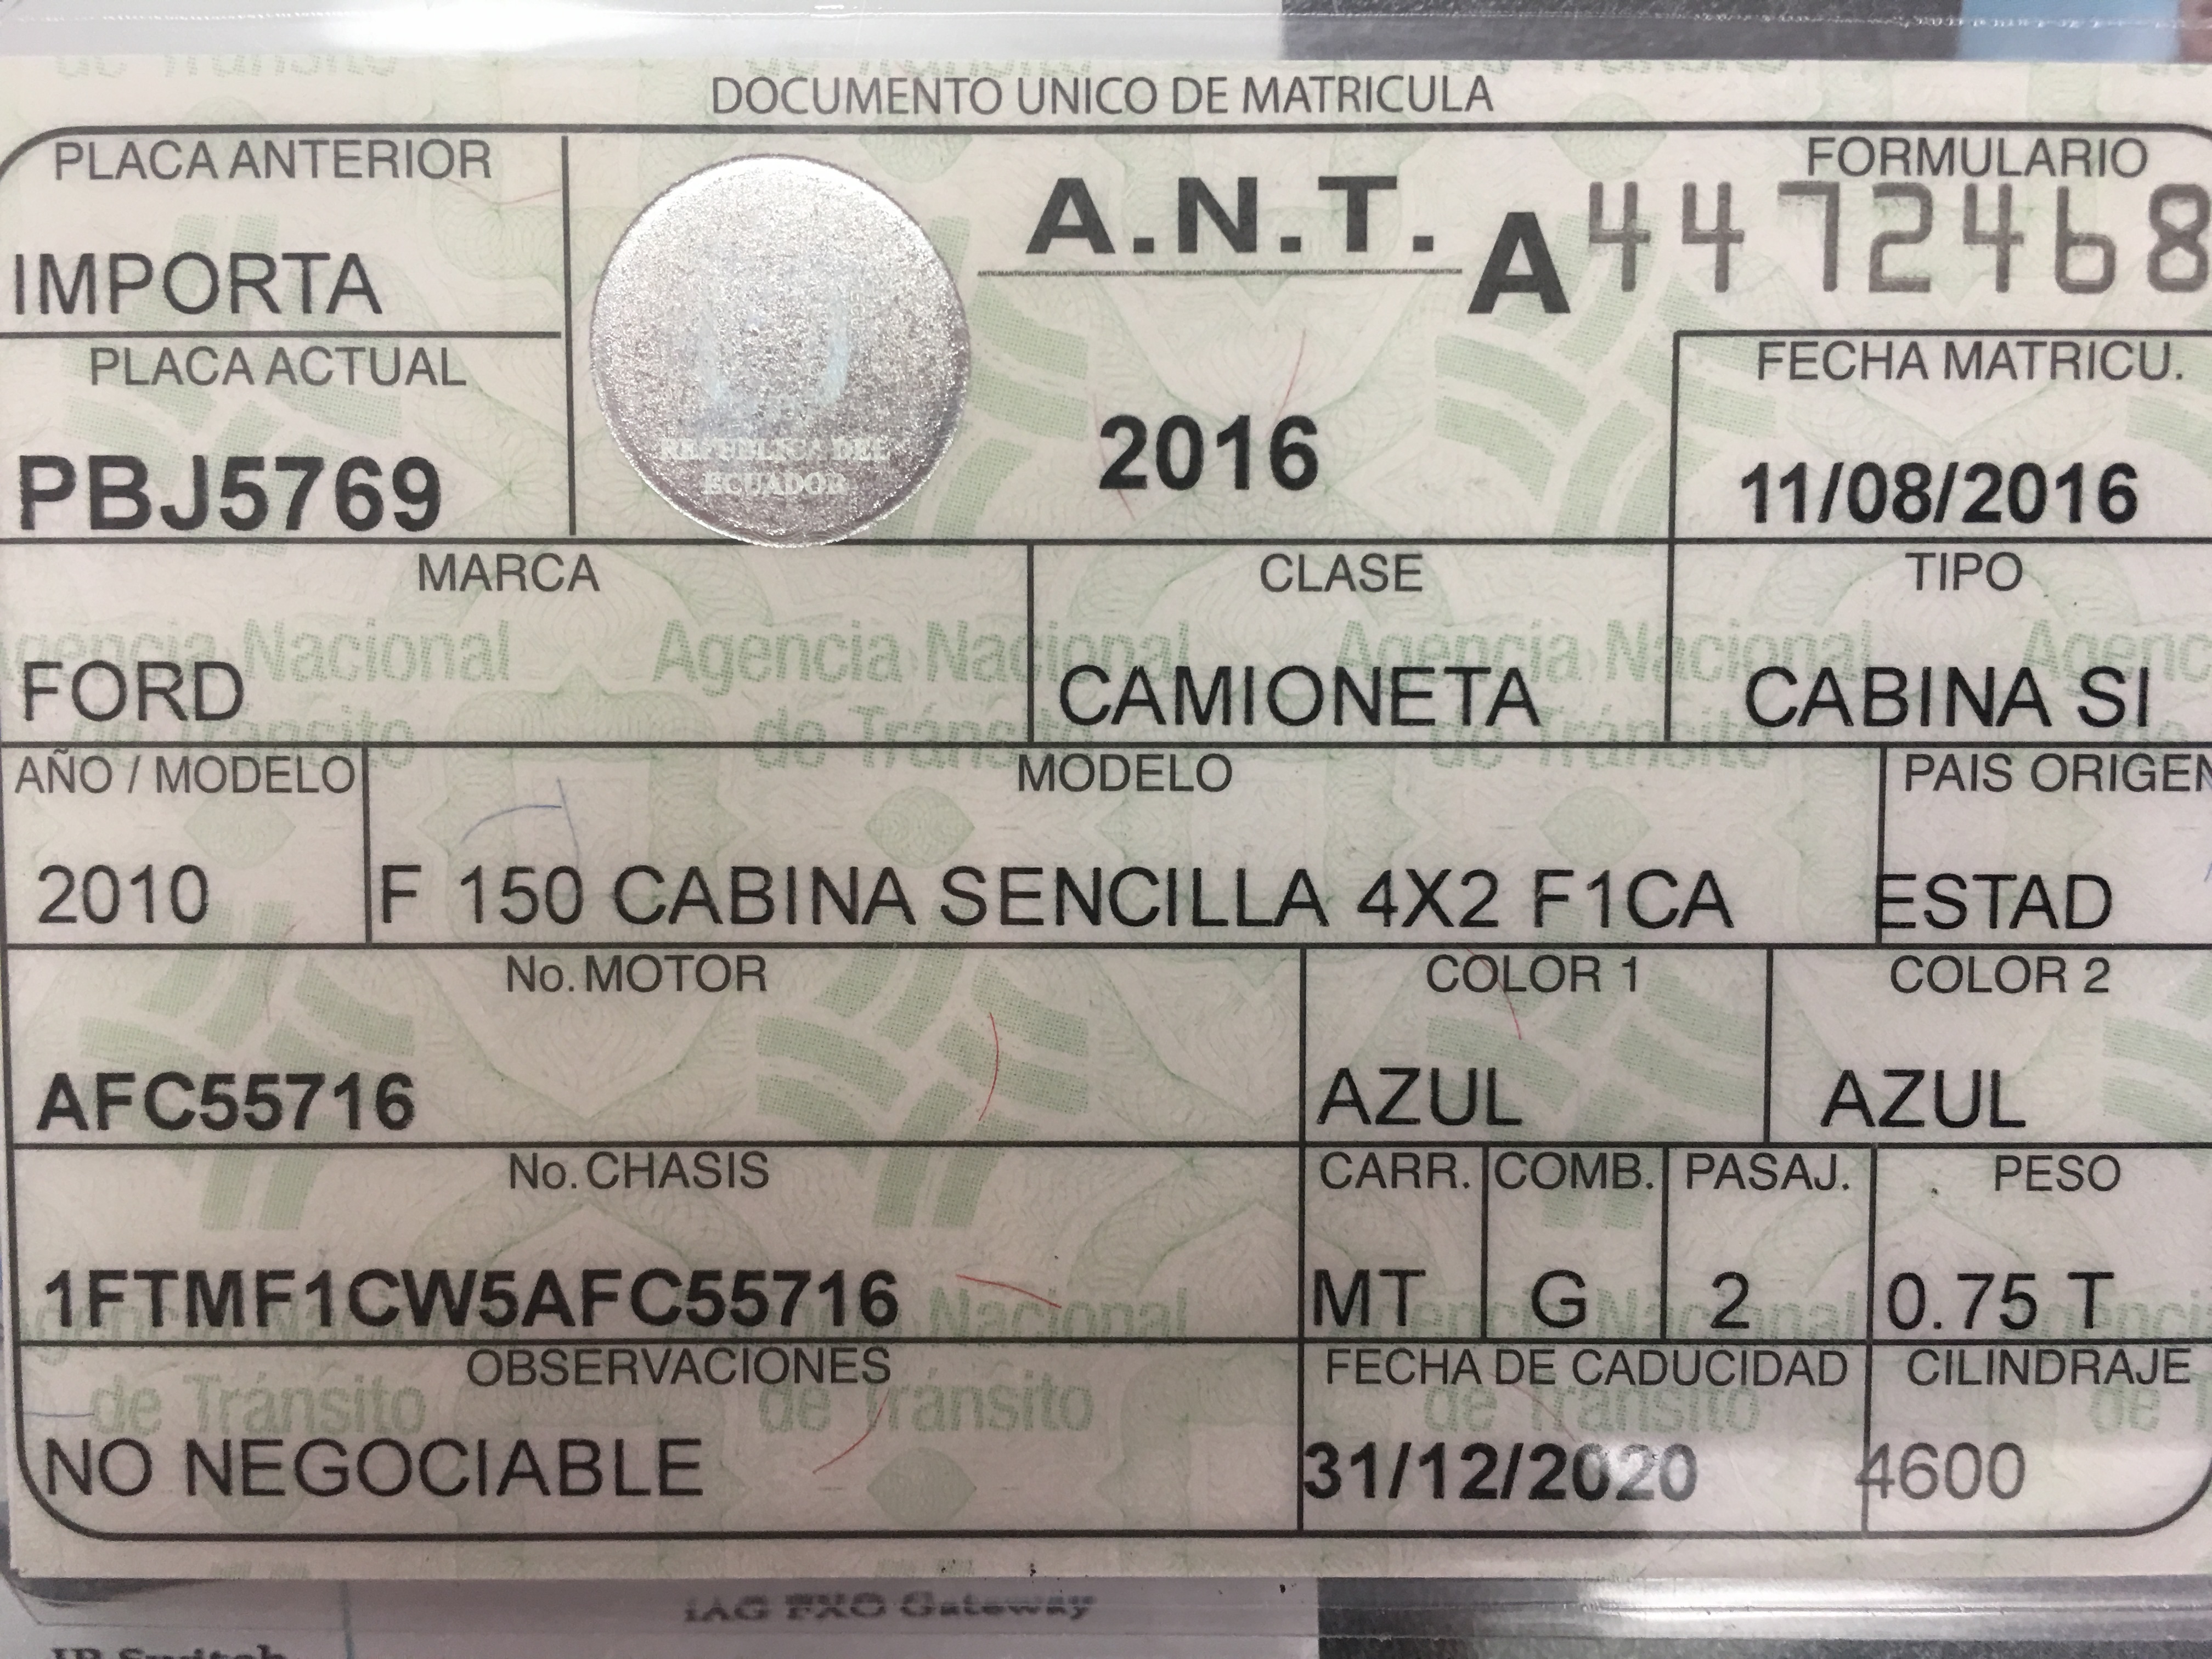 DOCUMENTO UNICO DE MATRICULA
PLACA ANTERIOR
IMPORTA
PLACA ACTUAL
PBJ5769
REPUBLICA DEL
ECUADOR
A.N.T.
2016
FORMULARIO
A4472468
FECHA MATRICU.
11/08/2016
MARCA
FORD
CLASE
CAMIONETA
TIPO
CABINA SI
AÑO / MODELO
2010
MODELO
F 150 CABINA SENCILLA 4X2 F1CA
PAIS ORIGEN
ESTAD
No. MOTOR
AFC55716
COLOR 1
AZUL
COLOR 2
AZUL
No. CHASIS
1FTMF1CW5AFC55716
CARR.
MT
COMB.
G
PASAJ.
2
PESO
0.75 T
OBSERVACIONES
NO NEGOCIABLE
FECHA DE CADUCIDAD
31/12/2020
CILINDRAJE
4600
Agencia Nacional
de Tránsito
IAG FXO Gateway
IP Switch